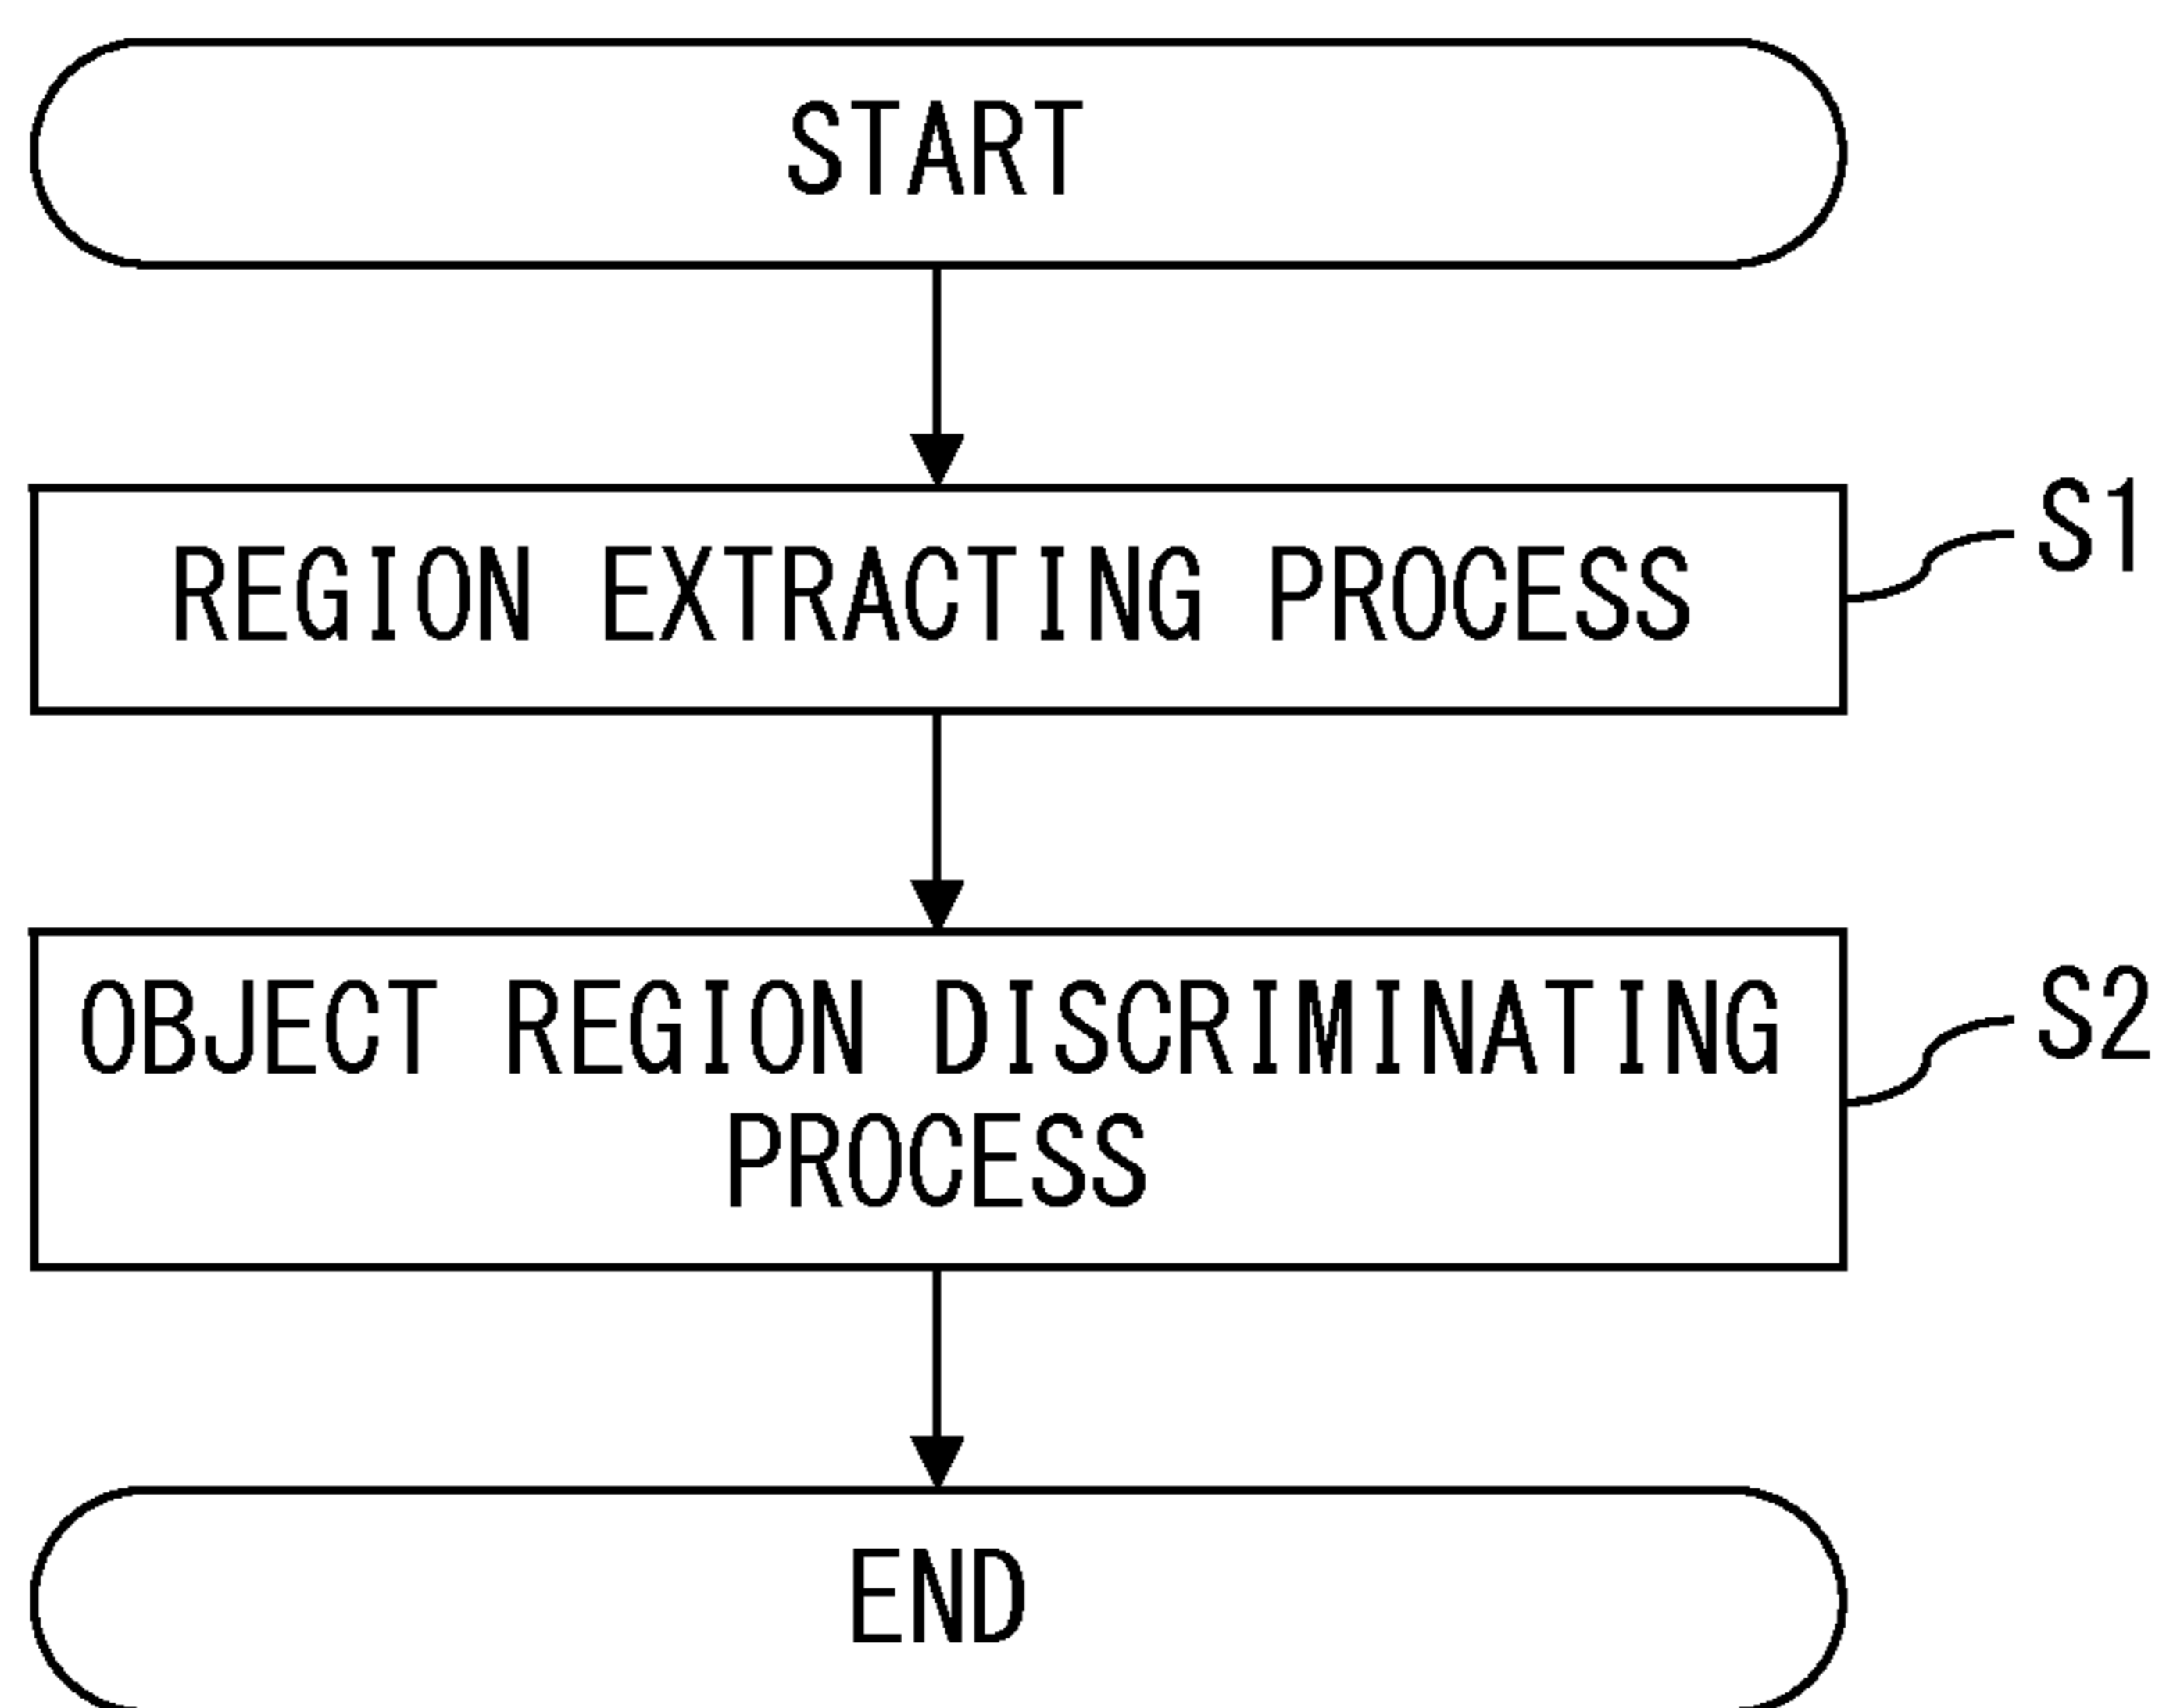 START
REGION EXTRACTING PROCESS
S1
OBJECT REGION DISCRIMINATING
PROCESS
S2
END